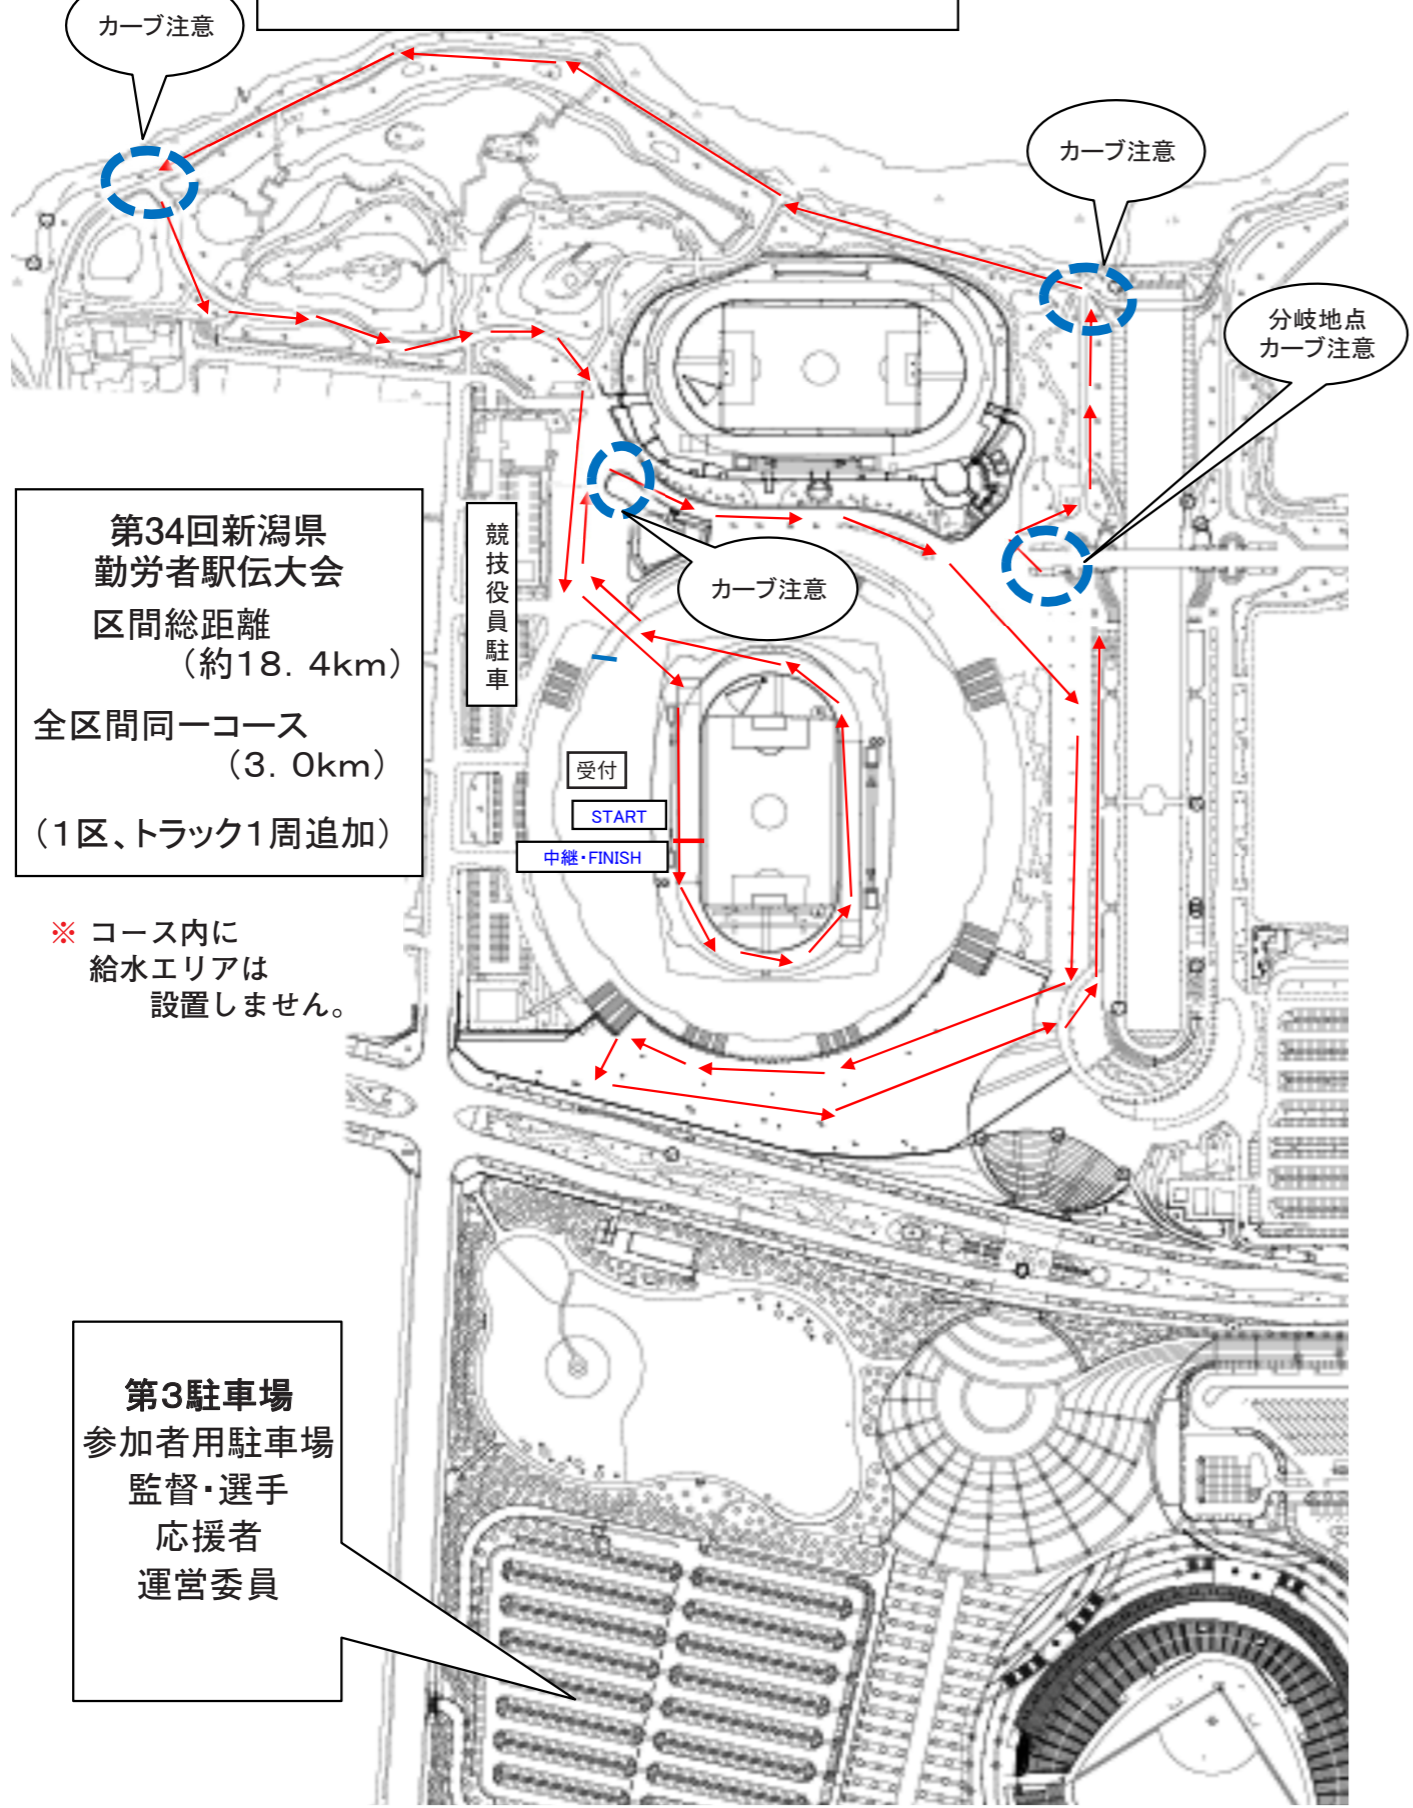 カーブ注意
カーブ注意
分岐地点
カーブ注意
第34回新潟県
勤労者駅伝大会
区間総距離
（約18．4km）
全区間同一コース
（3．0km）
（1区、トラック1周追加）
競技役員駐車
カーブ注意
受付
START
中継・FINISH
※ コース内に
給水エリアは
設置しません。
第3駐車場
参加者用駐車場
監督・選手
応援者
運営委員